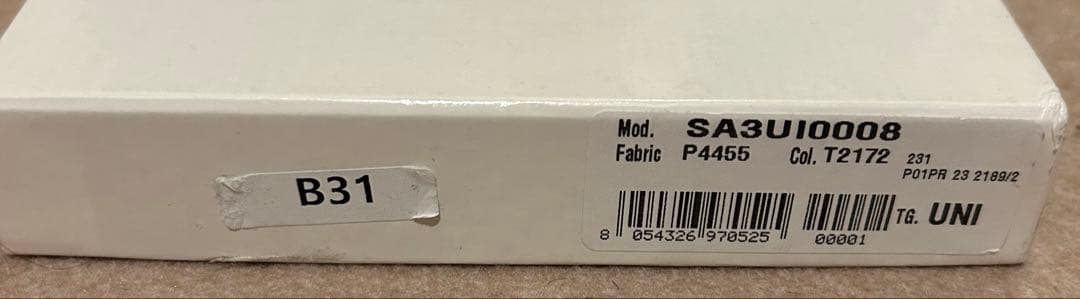 B31
Mod. SA3UI0008
Fabric P4455 Col. T2172 231
P01PR 23 2189/2
8 054326 970525 00001
TG. UNI